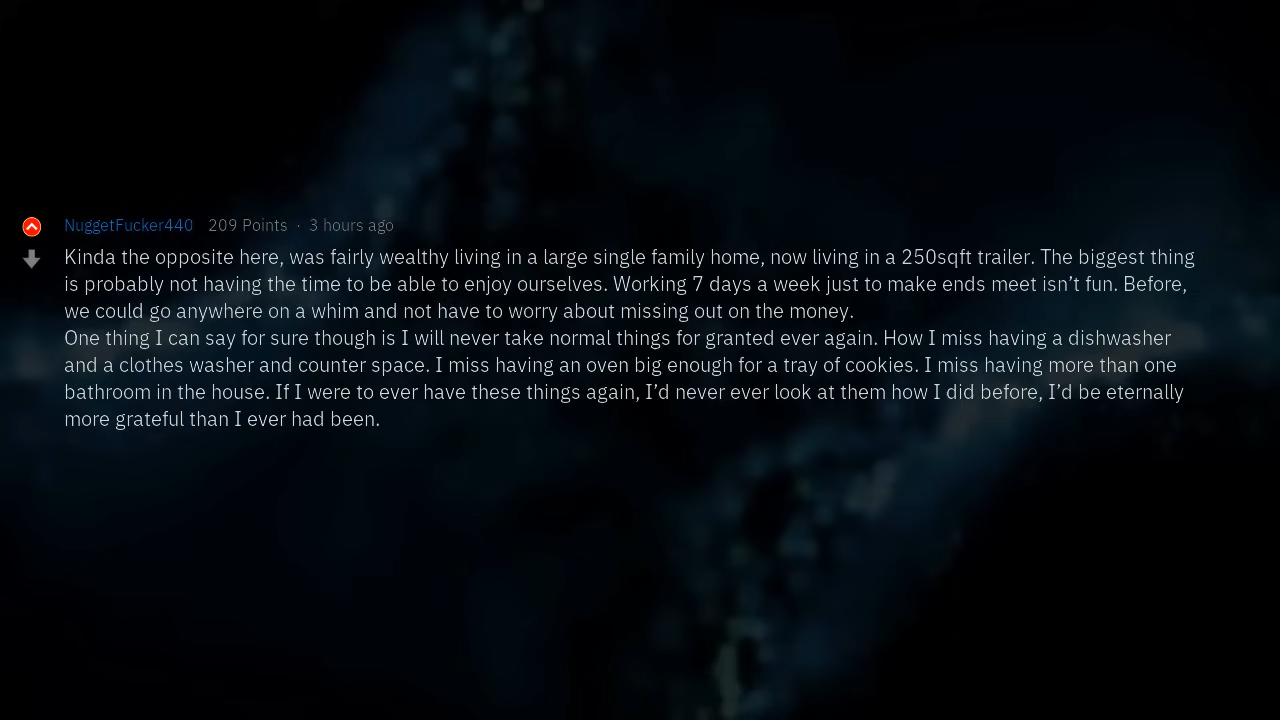 NuggetFucker440 209 Points · 3 hours ago
Kinda the opposite here, was fairly wealthy living in a large single family home, now living in a 250sqft trailer. The biggest thing
is probably not having the time to be able to enjoy ourselves. Working 7 days a week just to make ends meet isn’t fun. Before,
we could go anywhere on a whim and not have to worry about missing out on the money.
One thing I can say for sure though is I will never take normal things for granted ever again. How I miss having a dishwasher
and a clothes washer and counter space. I miss having an oven big enough for a tray of cookies. I miss having more than one
bathroom in the house. If I were to ever have these things again, I’d never ever look at them how I did before, I’d be eternally
more grateful than I ever had been.